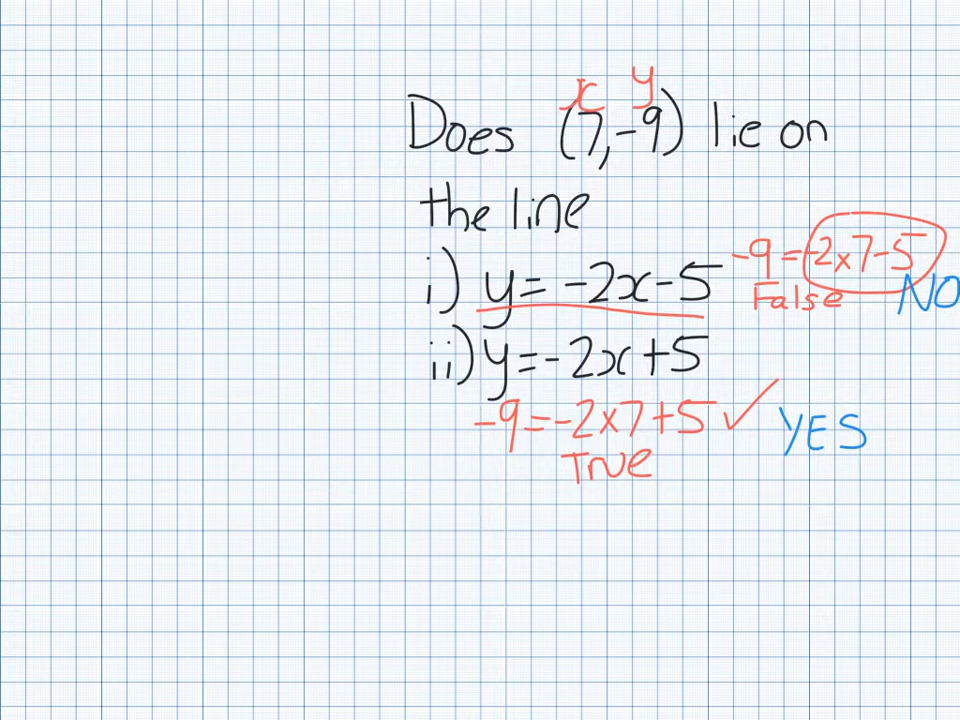 x y
Does (7,-9) lie on
the line
i) y = -2x - 5
-9 = -2x7-5
False NO
ii) y = -2x + 5
-9 = -2x7+5 ✓ YES
True